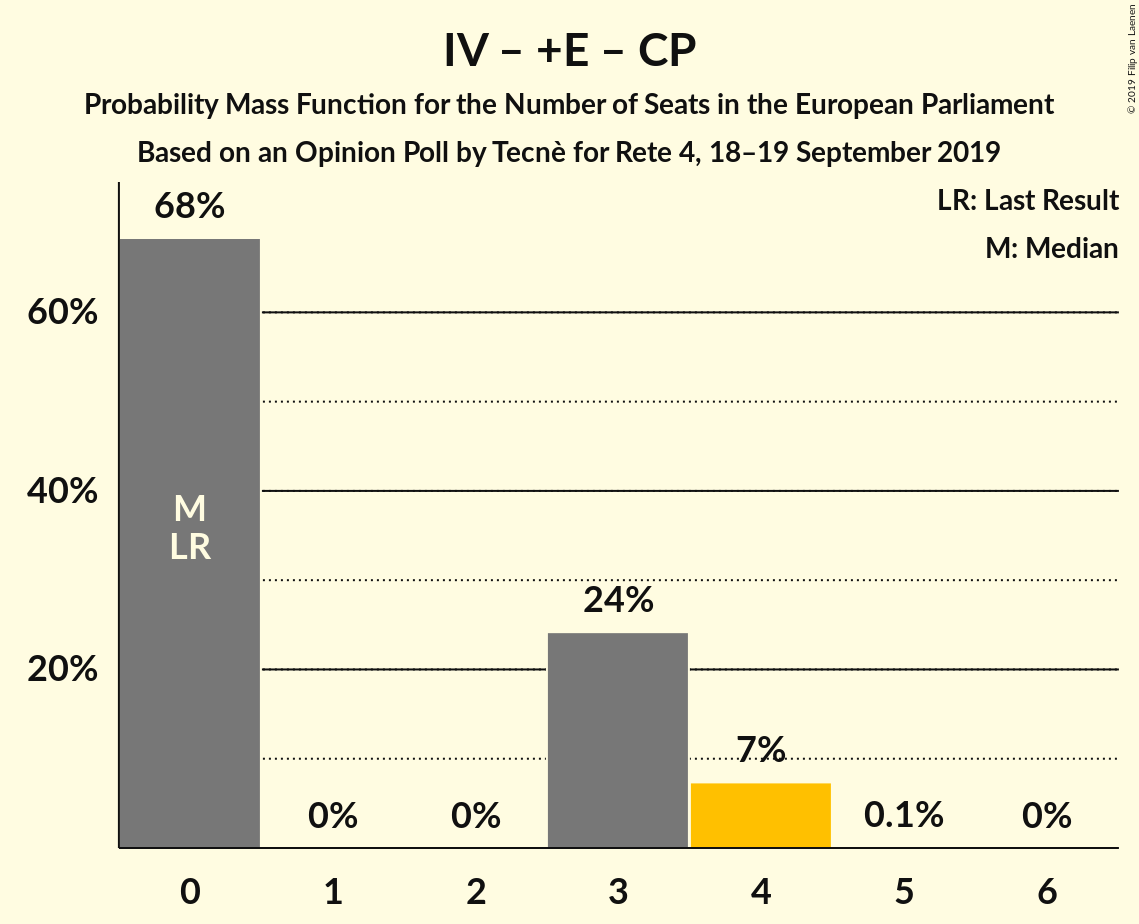 IV – +E – CP
Probability Mass Function for the Number of Seats in the European Parliament
Based on an Opinion Poll by Tecnè for Rete 4, 18–19 September 2019
© 2019 Filip van Laenen
LR: Last Result
M: Median
68%
60%
40%
20%
M
LR
0%
0%
24%
7%
0.1%
0%
0 1 2 3 4 5 6